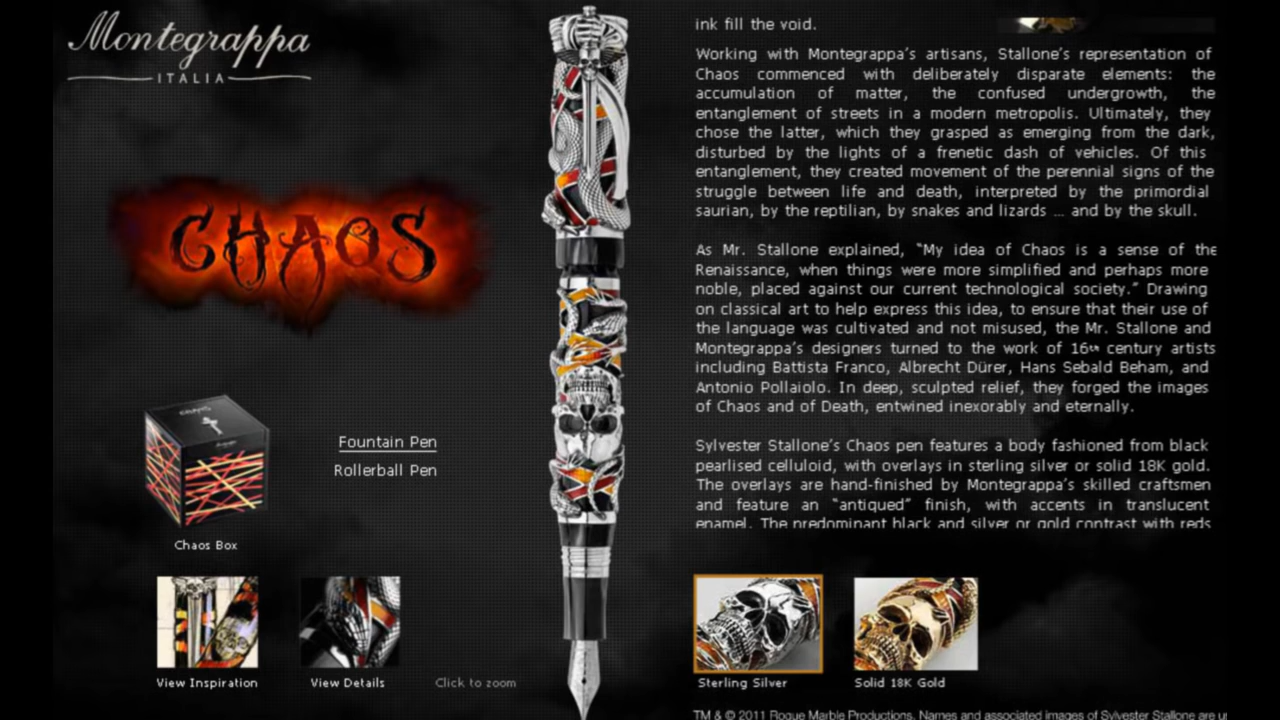 Montegrappa
ITALIA
CHAOS
Fountain Pen
Rollerball Pen
Chaos Box
View Inspiration
View Details
Click to zoom
ink fill the void.
Working with Montegrappa's artisans, Stallone's representation of
Chaos commenced with deliberately disparate elements: the
accumulation of matter, the confused undergrowth, the
entanglement of streets in a modern metropolis. Ultimately, they
chose the latter, which they grasped as emerging from the dark,
disturbed by the lights of a frenetic dash of vehicles. Of this
entanglement, they created movement of the perennial signs of the
struggle between life and death, interpreted by the primordial
saurian, by the reptilian, by snakes and lizards ... and by the skull.
As Mr. Stallone explained, "My idea of Chaos is a sense of the
Renaissance, when things were more simplified and perhaps more
noble, placed against our current technological society." Drawing
on classical art to help express this idea, to ensure that their use of
the language was cultivated and not misused, the Mr. Stallone and
Montegrappa's designers turned to the work of 16th century artists
including Battista Franco, Albrecht Dürer, Hans Sebald Beham, and
Antonio Pollaiolo. In deep, sculpted relief, they forged the images
of Chaos and of Death, entwined inexorably and eternally.
Sylvester Stallone's Chaos pen features a body fashioned from black
pearlised celluloid, with overlays in sterling silver or solid 18K gold.
The overlays are hand-finished by Montegrappa's skilled craftsmen
and feature an "antiqued" finish, with accents in translucent
enamel. The predominant black and silver or gold contrast with reds
Sterling Silver
Solid 18K Gold
TM & © 2011 Rogue Marble Productions. Names and associated images of Sylvester Stallone are